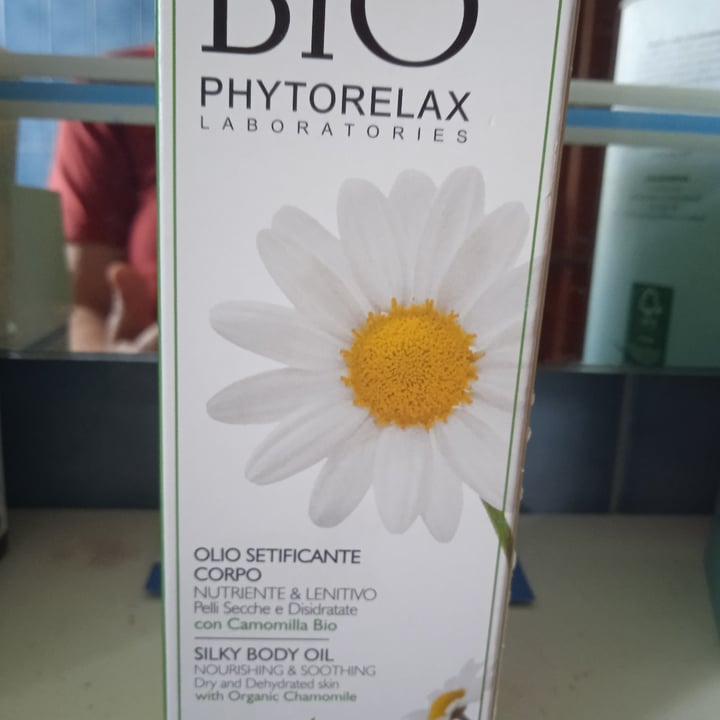 BIO
PHYTORELAX
LABORATORIES
OLIO SETIFICANTE
CORPO
NUTRIENTE & LENITIVO
Pelli Secche e Disidratate
con Camomilla Bio
SILKY BODY OIL
NOURISHING & SOOTHING
Dry and Dehydrated skin
with Organic Chamomile